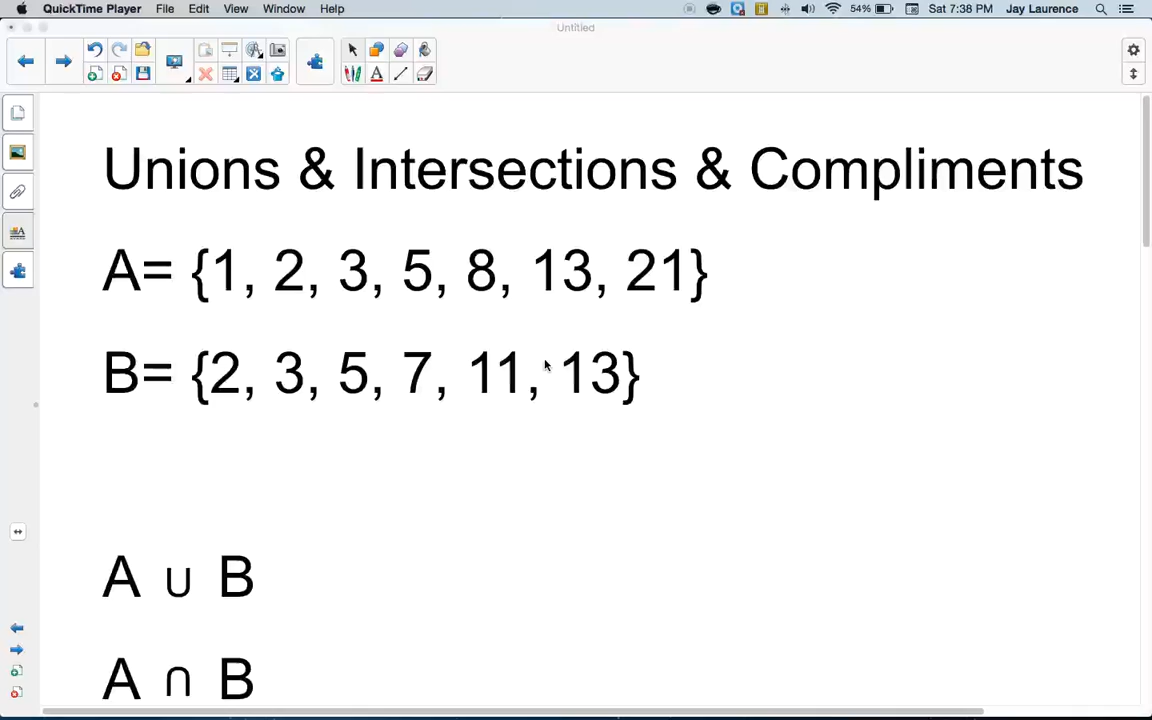 QuickTime Player File Edit View Window Help 54% Sat 7:38 PM Jay Laurence
Untitled
Unions & Intersections & Compliments
A= {1, 2, 3, 5, 8, 13, 21}
B= {2, 3, 5, 7, 11, 13}
A ∪ B
A ∩ B